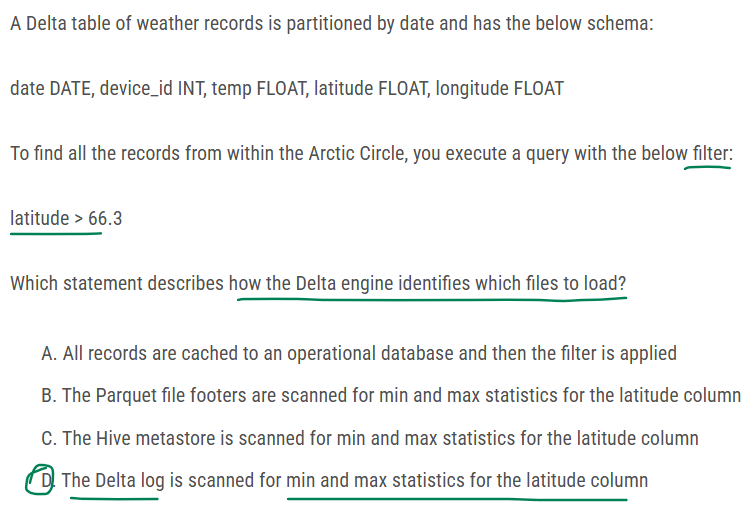 A Delta table of weather records is partitioned by date and has the below schema:
date DATE, device_id INT, temp FLOAT, latitude FLOAT, longitude FLOAT
To find all the records from within the Arctic Circle, you execute a query with the below filter:
latitude > 66.3
Which statement describes how the Delta engine identifies which files to load?
A. All records are cached to an operational database and then the filter is applied
B. The Parquet file footers are scanned for min and max statistics for the latitude column
C. The Hive metastore is scanned for min and max statistics for the latitude column
D. The Delta log is scanned for min and max statistics for the latitude column